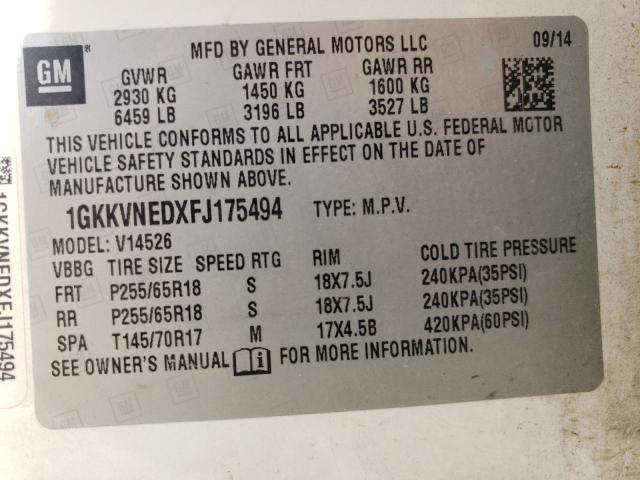 GM
MFD BY GENERAL MOTORS LLC
09/14
GVWR GAWR FRT GAWR RR
2930 KG 1450 KG 1600 KG
6459 LB 3196 LB 3527 LB
THIS VEHICLE CONFORMS TO ALL APPLICABLE U.S. FEDERAL MOTOR
VEHICLE SAFETY STANDARDS IN EFFECT ON THE DATE OF
MANUFACTURE SHOWN ABOVE.
1GKKVNEDXFJ175494 TYPE: M.P.V.
MODEL: V14526
VBBG TIRE SIZE SPEED RTG RIM COLD TIRE PRESSURE
FRT P255/65R18 S 18X7.5J 240KPA(35PSI)
RR P255/65R18 S 18X7.5J 240KPA(35PSI)
SPA T145/70R17 M 17X4.5B 420KPA(60PSI)
SEE OWNER'S MANUAL FOR MORE INFORMATION.
1GKKVNEDXFJ175494